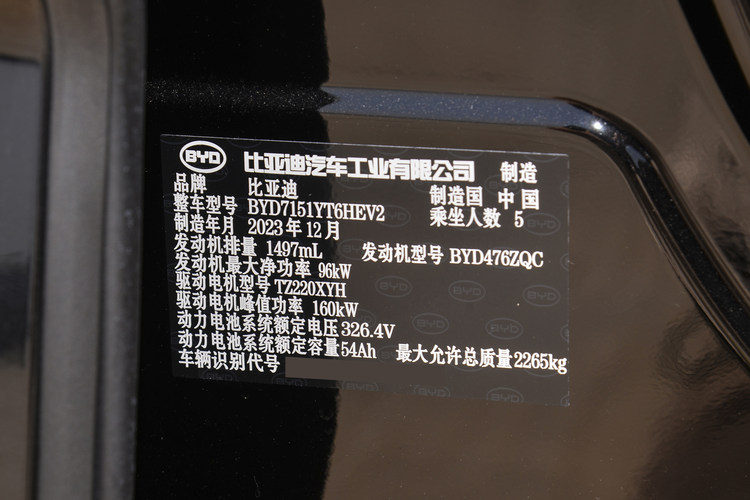 BYD 比亚迪汽车工业有限公司 制造
品牌 比亚迪 制造国 中国
整车型号 BYD7151YT6HEV2 乘坐人数 5
制造年月 2023年12月
发动机排量 1497mL 发动机型号 BYD476ZQC
发动机最大净功率 96kW
驱动电机型号 TZ220XYH
驱动电机峰值功率 160kW
动力电池系统额定电压 326.4V
动力电池系统额定容量 54Ah 最大允许总质量 2265kg
车辆识别代号